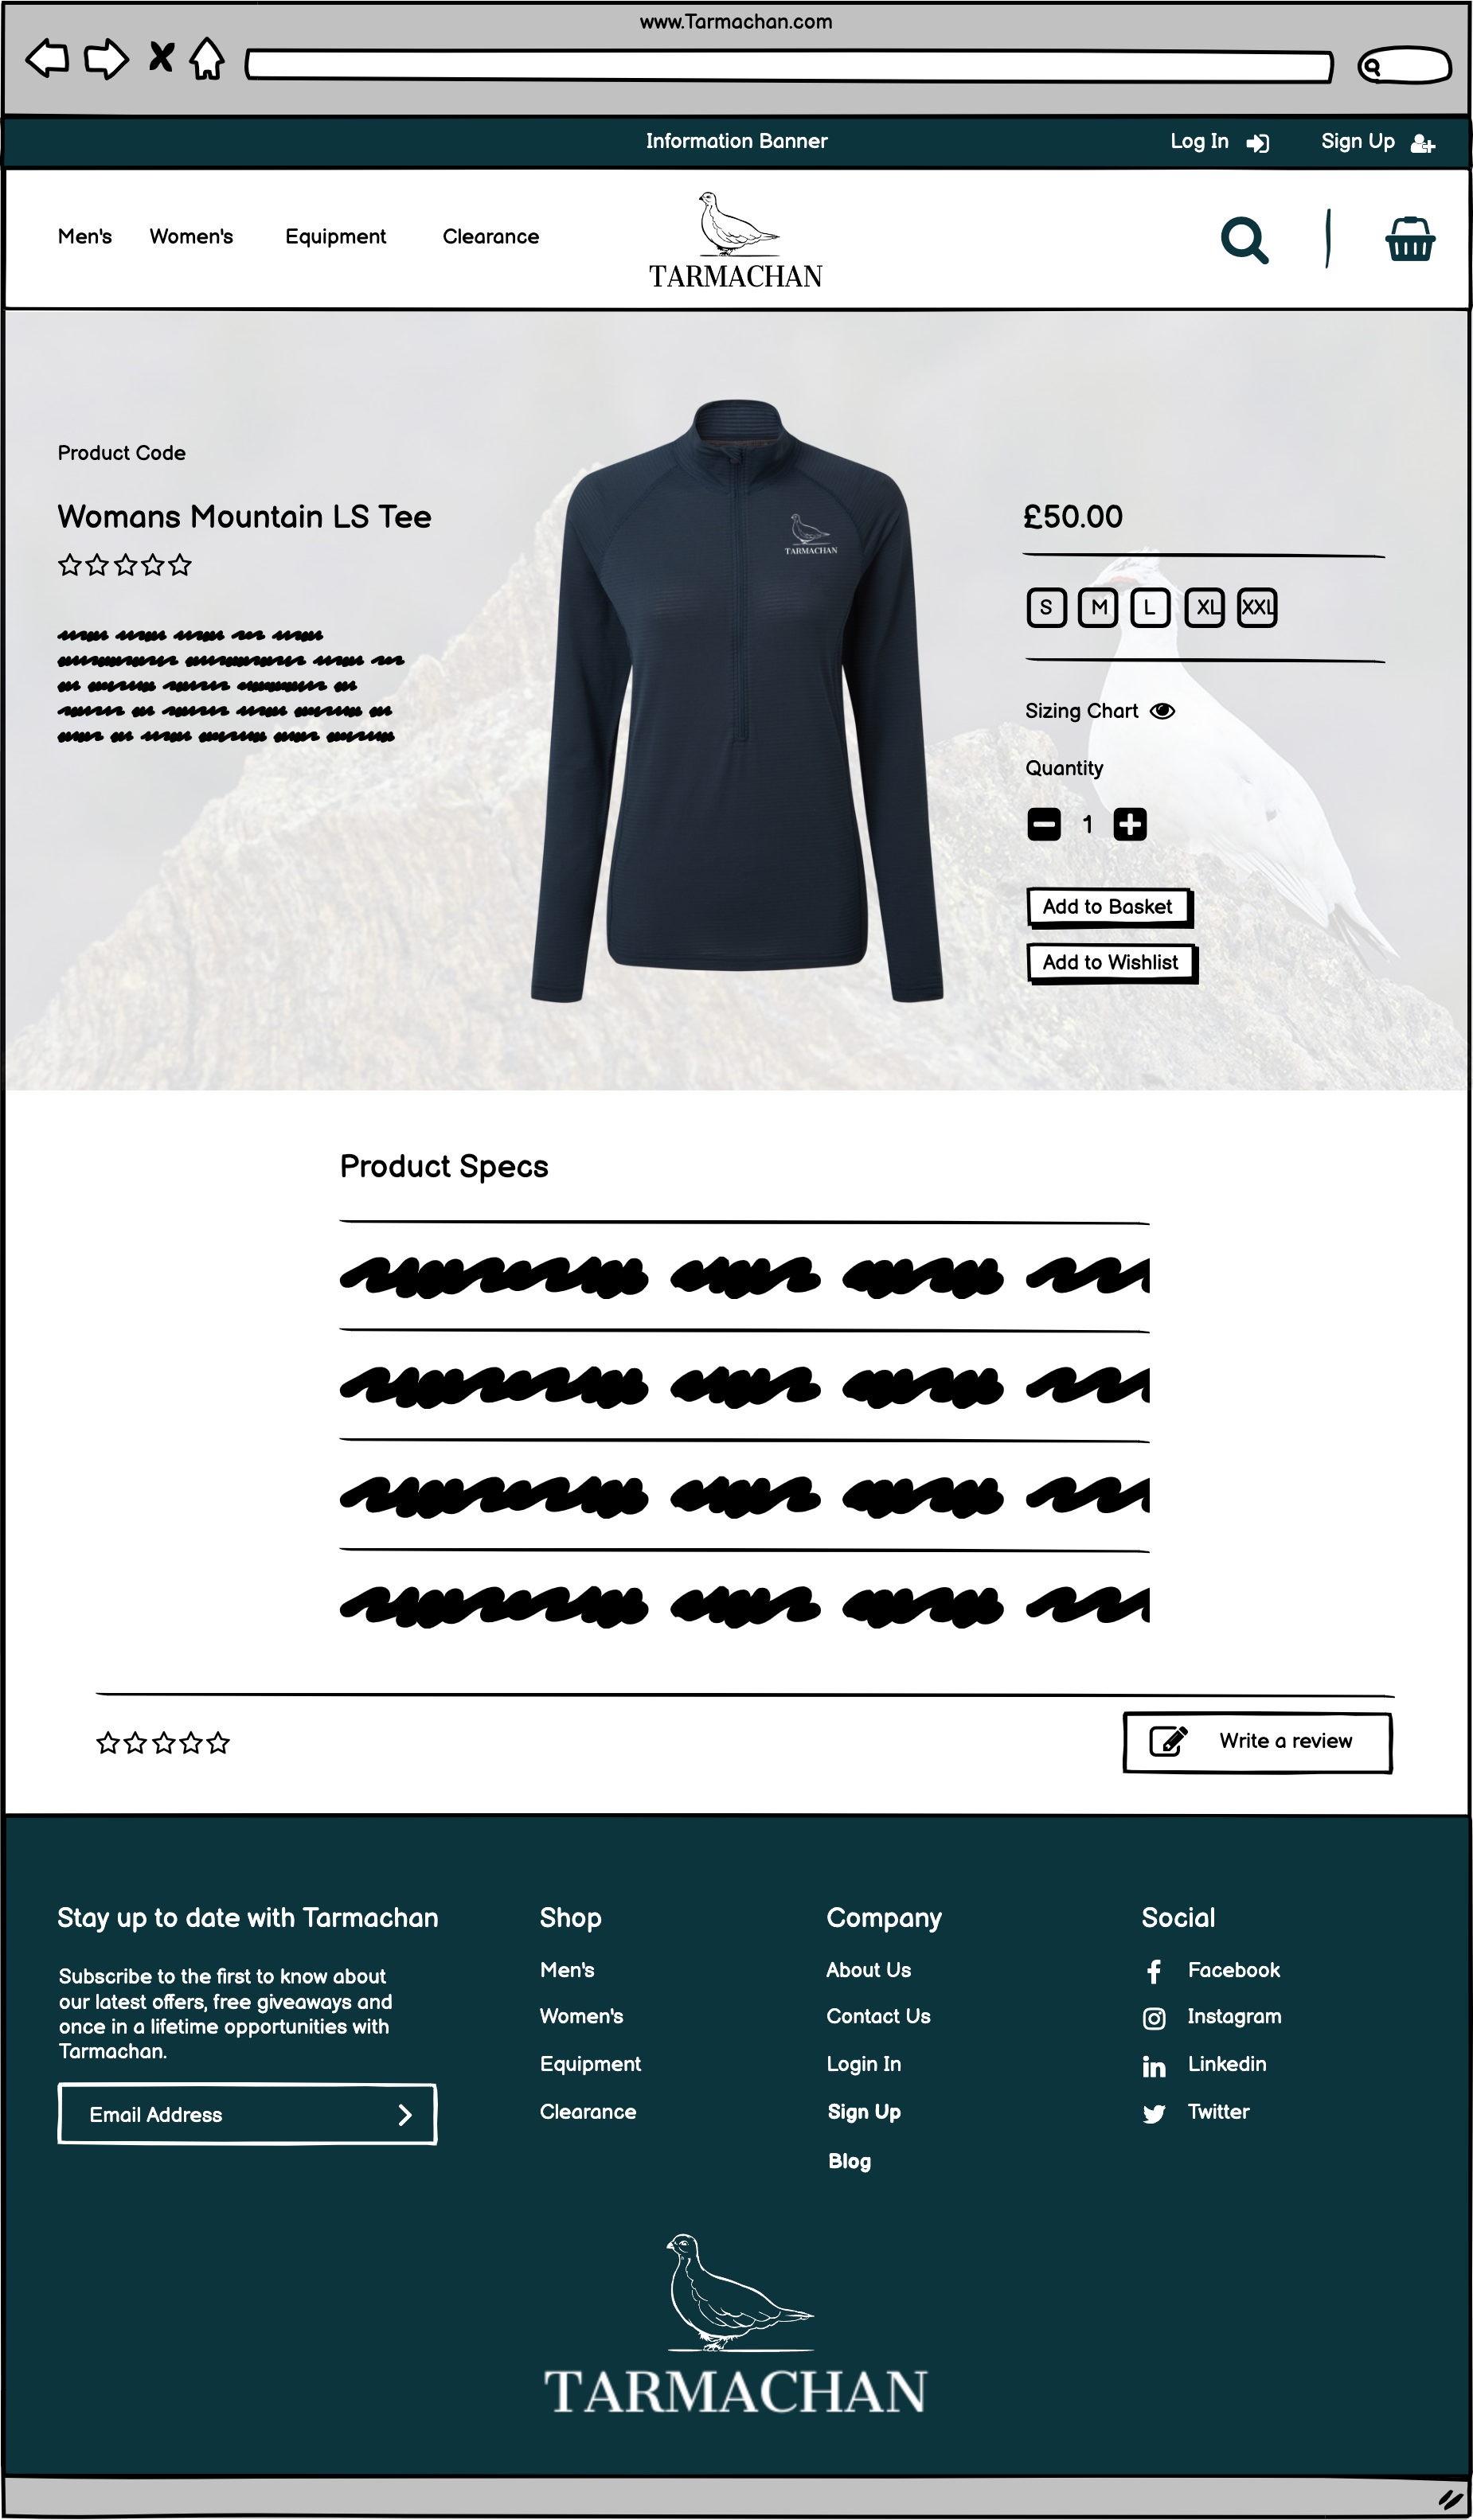 www.Tarmachan.com
Information Banner
Log In
Sign Up
Men's
Women's
Equipment
Clearance
TARMACHAN
Product Code
Womans Mountain LS Tee
TARMACHAN
£50.00
S M L XL XXL
Sizing Chart
Quantity
1
Add to Basket
Add to Wishlist
Product Specs
Write a review
Stay up to date with Tarmachan
Subscribe to the first to know about
our latest offers, free giveaways and
once in a lifetime opportunities with
Tarmachan.
Email Address
Shop
Men's
Women's
Equipment
Clearance
Company
About Us
Contact Us
Login In
Sign Up
Blog
Social
Facebook
Instagram
Linkedin
Twitter
TARMACHAN